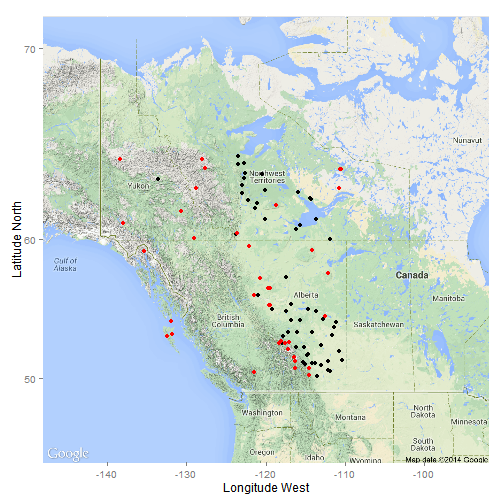 70
60
50
Latitude North
Nunavut
Northwest
Territories
Yukon
Gulf of
Alaska
Canada
Alberta
Manitoba
British
Columbia
Saskatchewan
Washington
Montana
North
Dakota
Minnesota
Oregon
Idaho
Wyoming
South
Dakota
Google
Map data ©2014 Google
-140
-130
-120
-110
-100
Longitude West